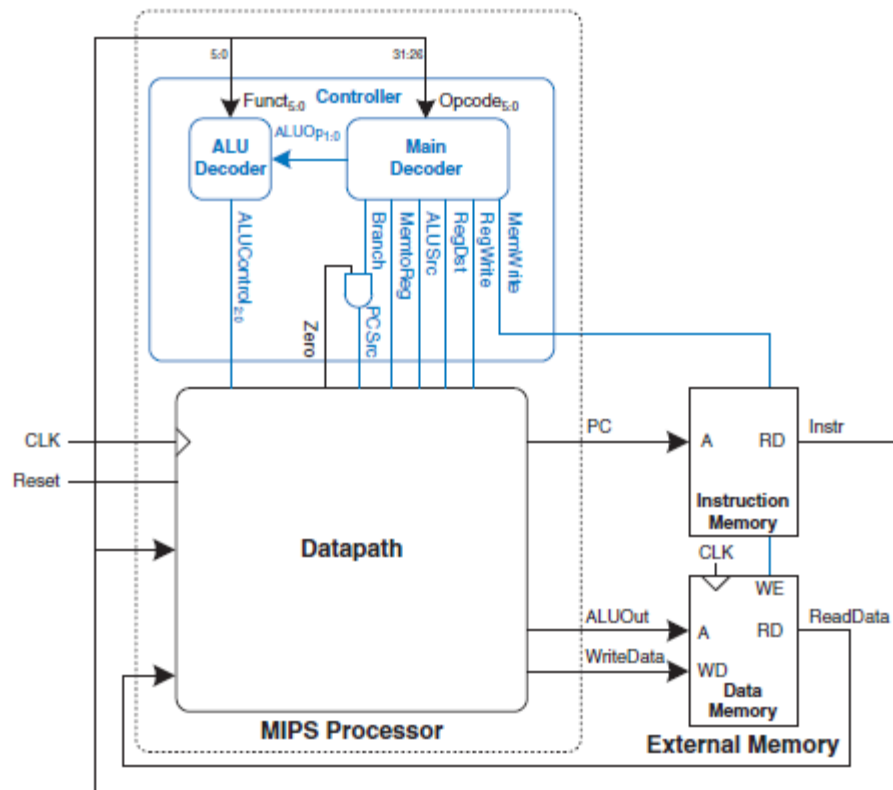 5:0
31:26
Controller
Funct5:0
Opcode5:0
ALUOp1:0
ALU
Decoder
Main
Decoder
ALUControl2:0
Branch
MemtoReg
ALUSrc
RegDst
RegWrite
MemWrite
Zero
PCSrc
CLK
Reset
PC
A
RD
Instr
Instruction
Memory
Datapath
CLK
WE
ALUOut
A
RD
ReadData
WriteData
WD
Data
Memory
MIPS Processor
External Memory